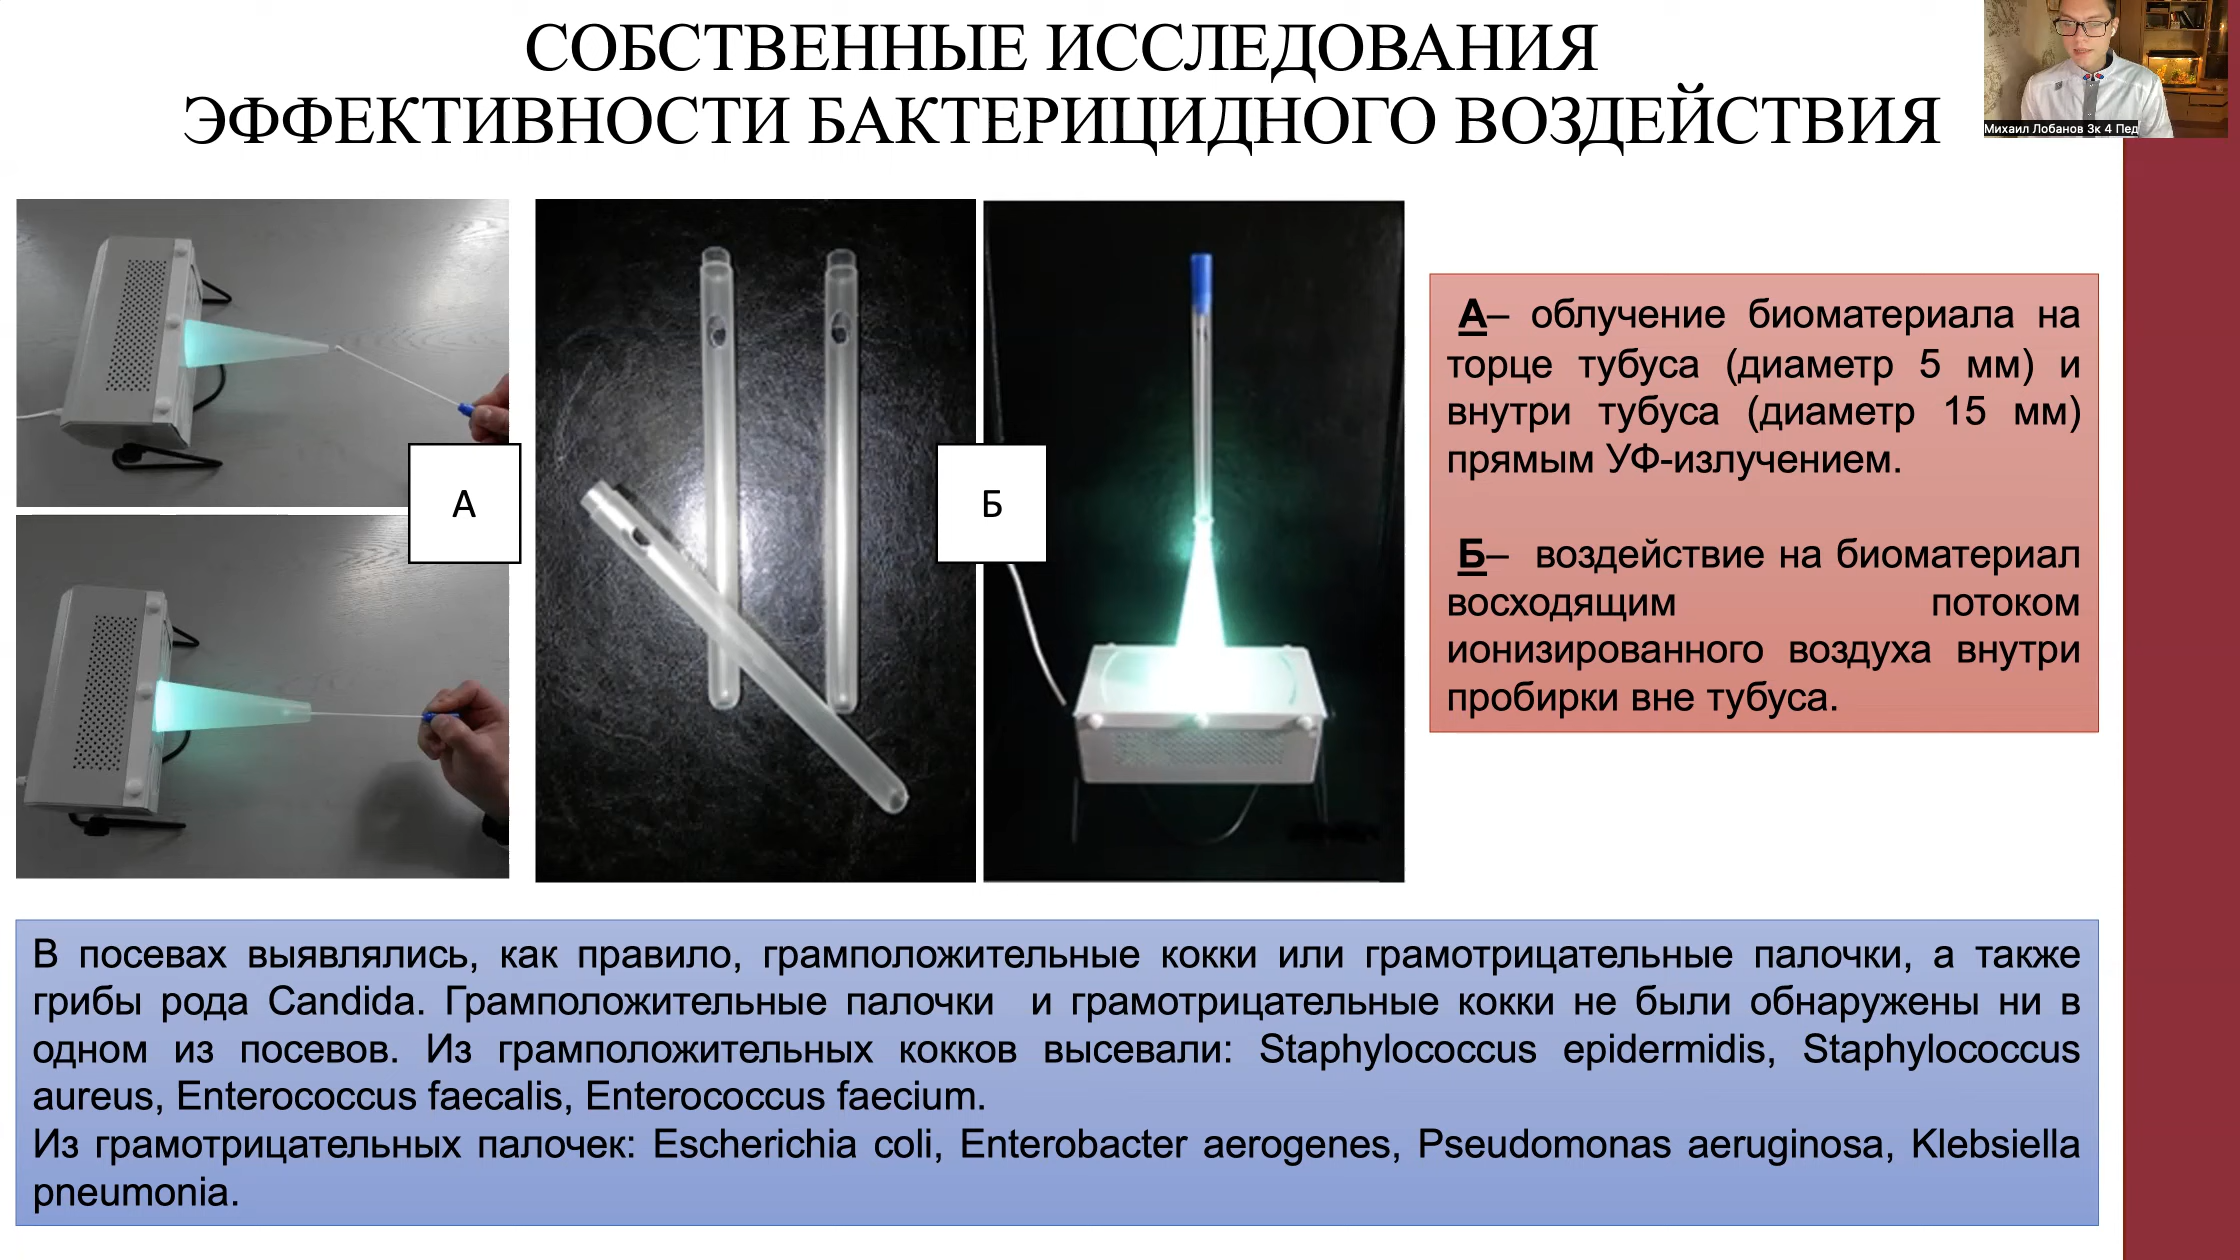 СОБСТВЕННЫЕ ИССЛЕДОВАНИЯ
ЭФФЕКТИВНОСТИ БАКТЕРИЦИДНОГО ВОЗДЕЙСТВИЯ
Михаил Лобанов 3к 4 Пед
А
Б
А– облучение биоматериала на
торце тубуса (диаметр 5 мм) и
внутри тубуса (диаметр 15 мм)
прямым УФ-излучением.
Б– воздействие на биоматериал
восходящим потоком
ионизированного воздуха внутри
пробирки вне тубуса.
В посевах выявлялись, как правило, грамположительные кокки или грамотрицательные палочки, а также
грибы рода Candida. Грамположительные палочки и грамотрицательные кокки не были обнаружены ни в
одном из посевов. Из грамположительных кокков высевали: Staphylococcus epidermidis, Staphylococcus
aureus, Enterococcus faecalis, Enterococcus faecium.
Из грамотрицательных палочек: Escherichia coli, Enterobacter aerogenes, Pseudomonas aeruginosa, Klebsiella
pneumonia.